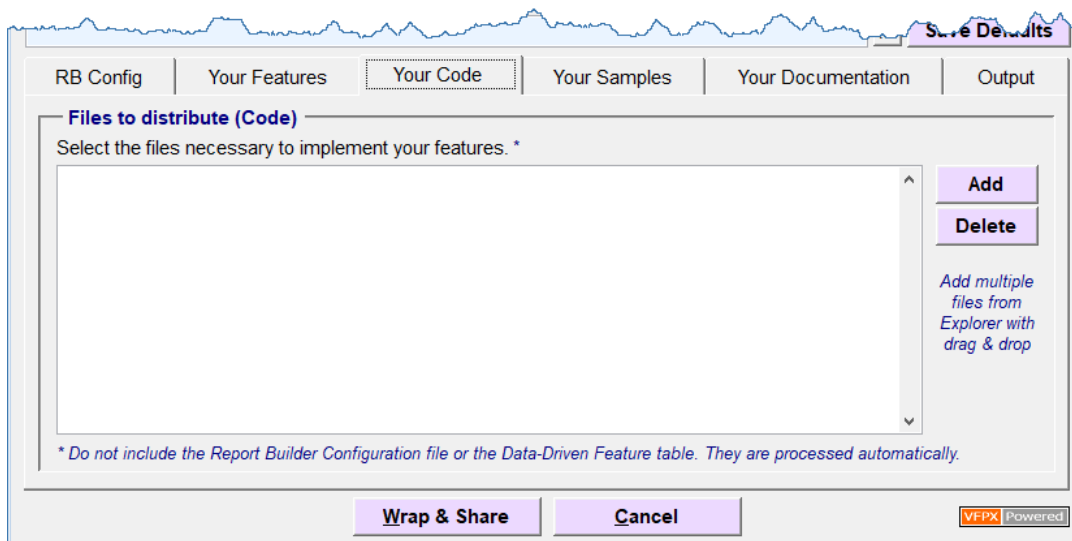 Save Defaults
RB Config
Your Features
Your Code
Your Samples
Your Documentation
Output
Files to distribute (Code)
Select the files necessary to implement your features. *
Add
Delete
Add multiple
files from
Explorer with
drag & drop
* Do not include the Report Builder Configuration file or the Data-Driven Feature table. They are processed automatically.
Wrap & Share
Cancel
VFPX Powered